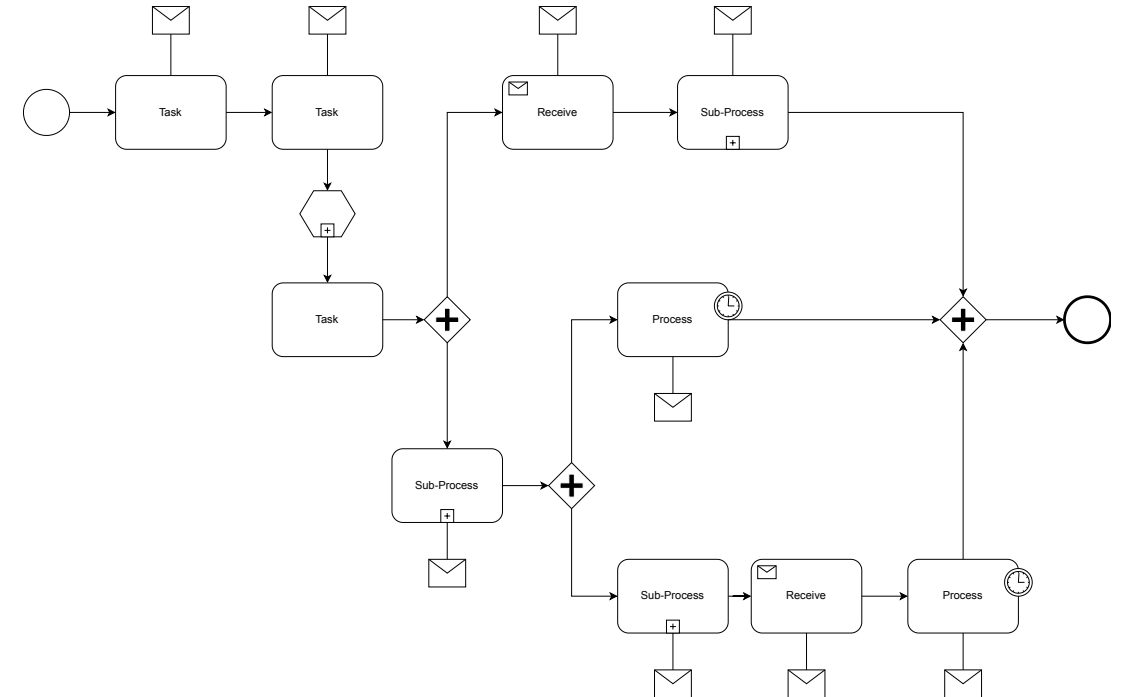 Task
Task
Receive
Sub-Process
Task
Process
Sub-Process
Sub-Process
Receive
Process